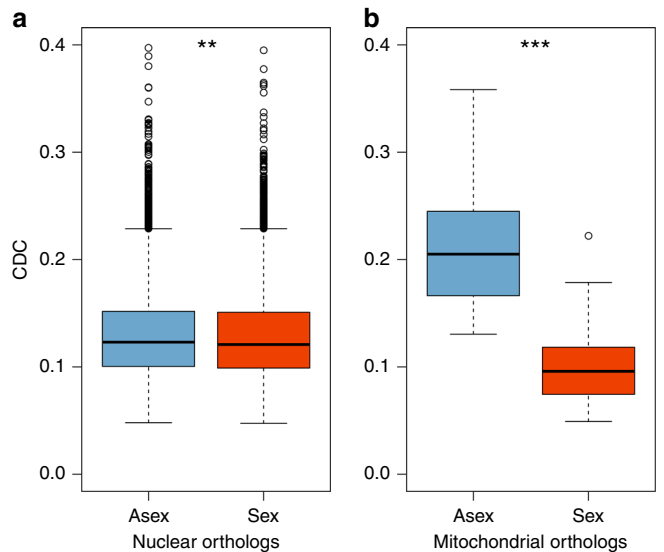 a
b
**
***
0.4
0.3
0.2
0.1
0.0
CDC
0.4
0.3
0.2
0.1
0.0
Asex Sex
Nuclear orthologs
Asex Sex
Mitochondrial orthologs